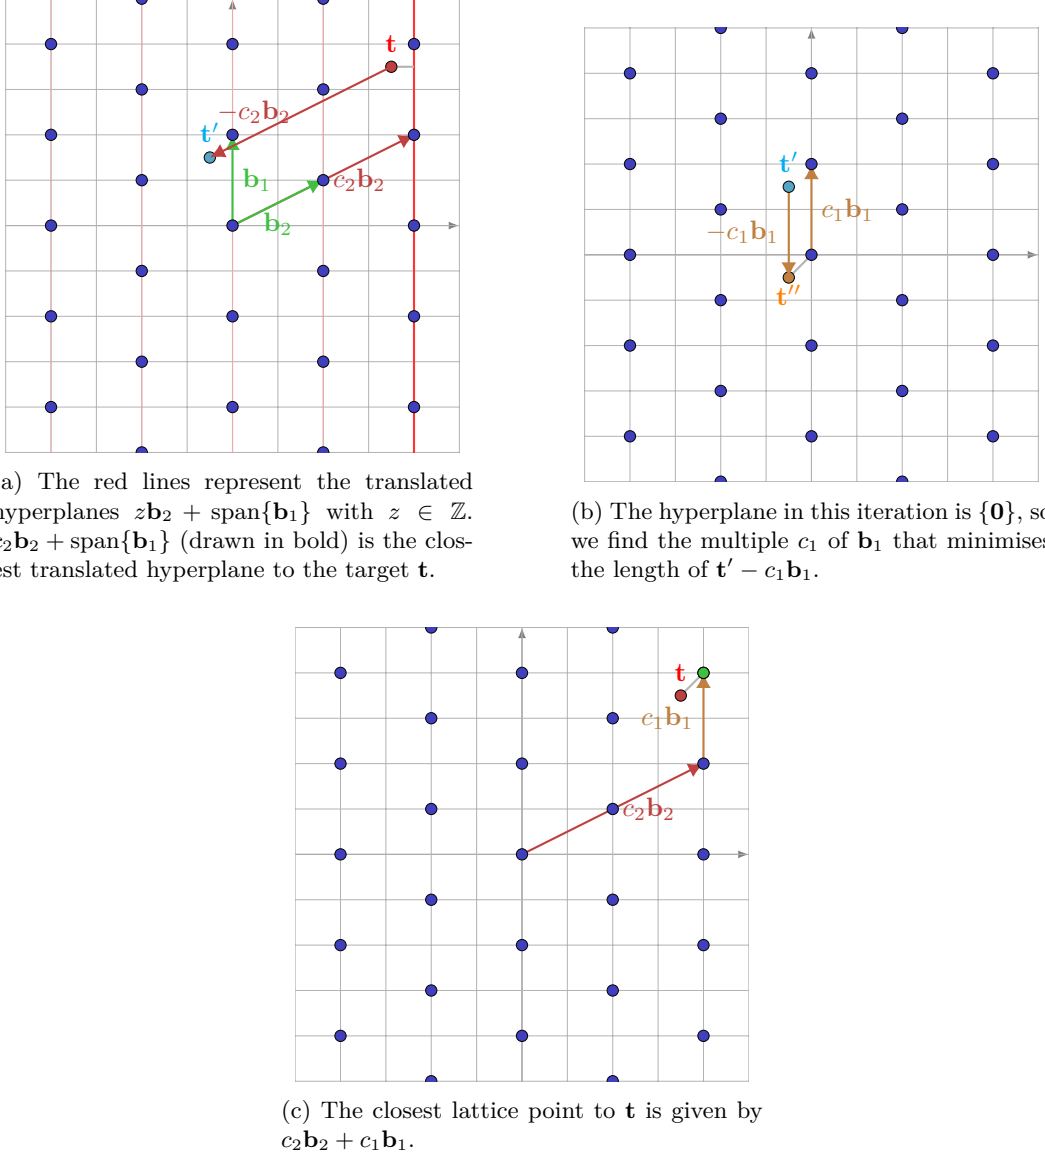 t
−c₂b₂
t′
b₁
c₂b₂
b₂
a) The red lines represent the translated
hyperplanes zb₂ + span{b₁} with z ∈ ℤ.
c₂b₂ + span{b₁} (drawn in bold) is the clos-
est translated hyperplane to the target t.
t′
c₁b₁
−c₁b₁
t″
(b) The hyperplane in this iteration is {0}, so
we find the multiple c₁ of b₁ that minimises
the length of t′ − c₁b₁.
t
c₁b₁
c₂b₂
(c) The closest lattice point to t is given by
c₂b₂ + c₁b₁.